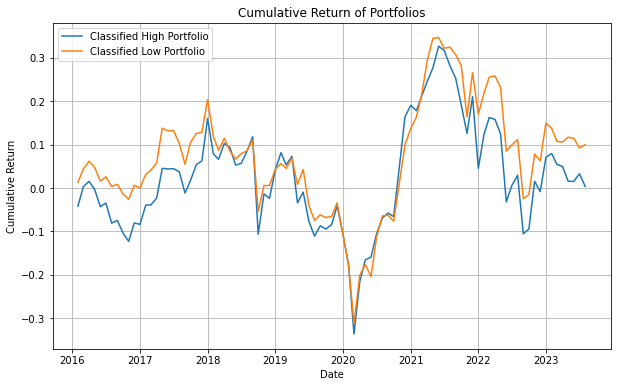 Cumulative Return of Portfolios
Classified High Portfolio
Classified Low Portfolio
Cumulative Return
0.3
0.2
0.1
0.0
−0.1
−0.2
−0.3
2016 2017 2018 2019 2020 2021 2022 2023
Date